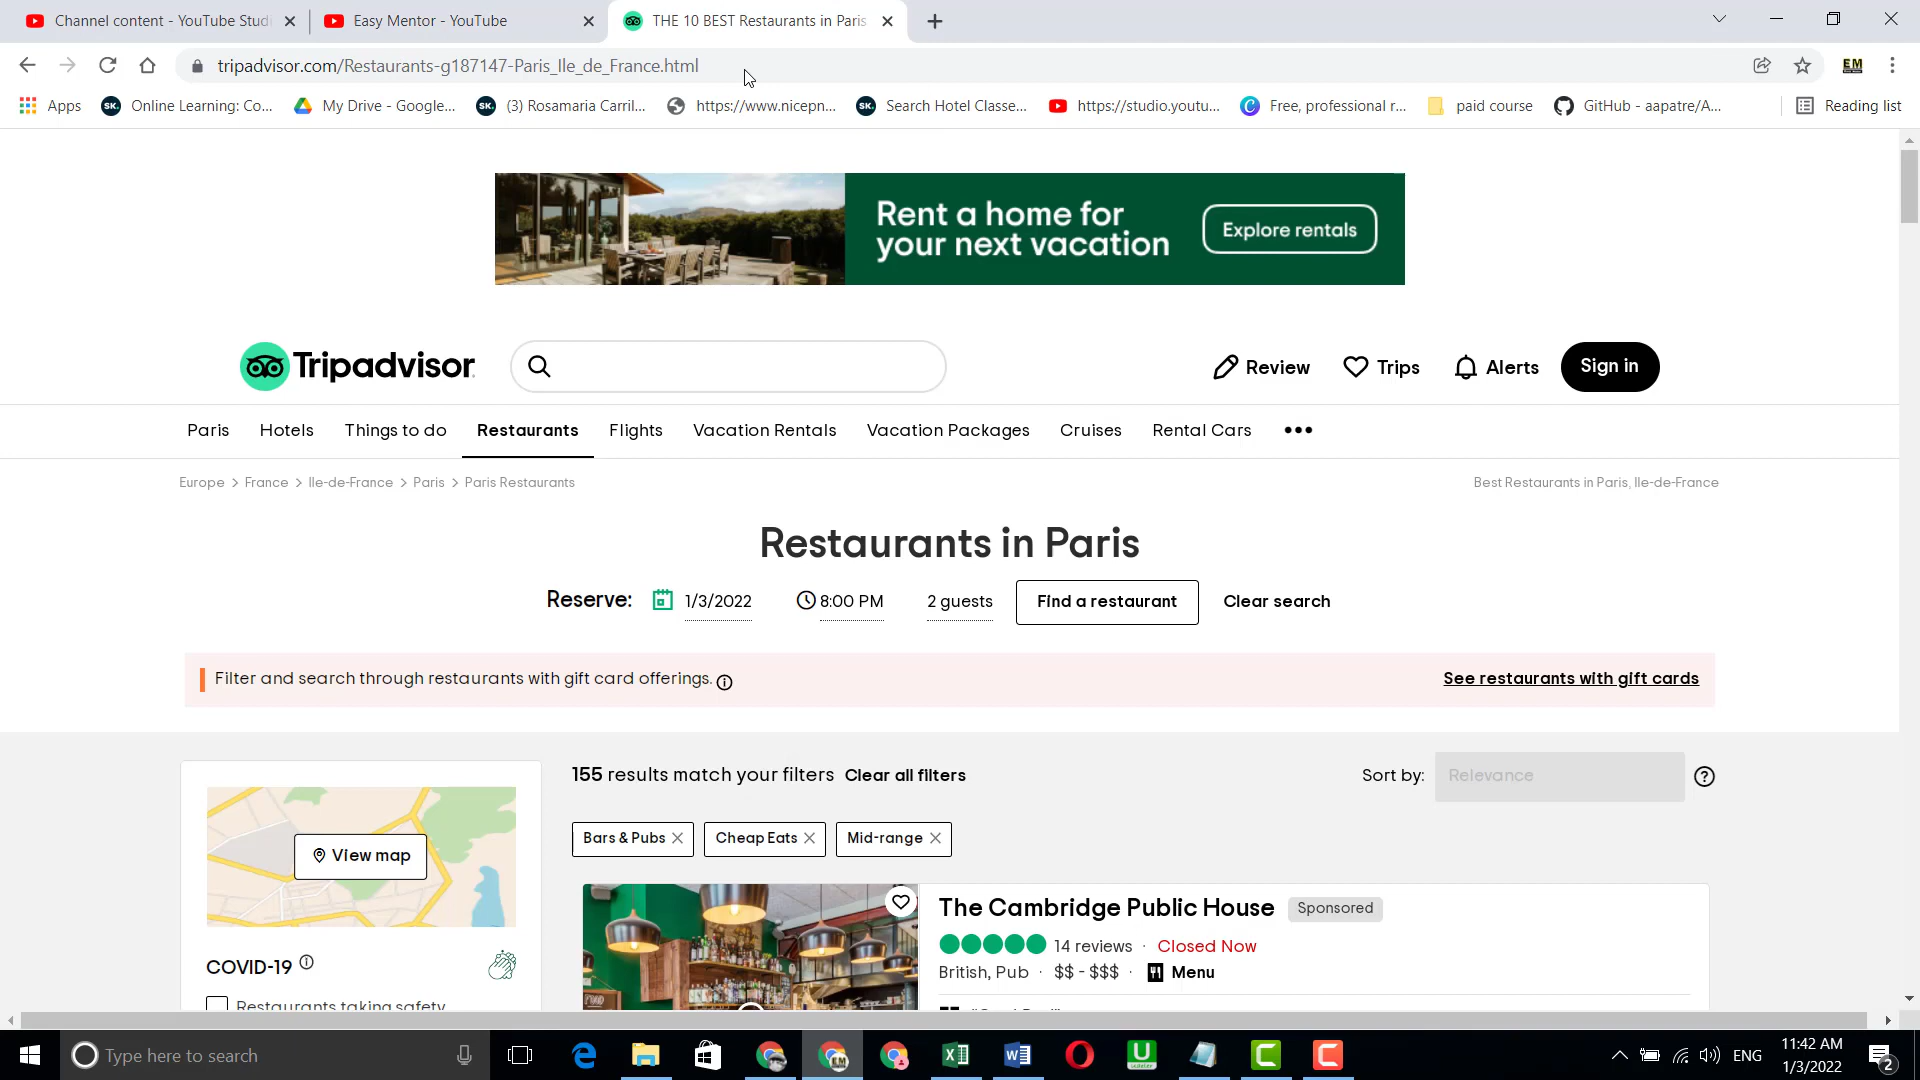 Channel content - YouTube Studi
Easy Mentor - YouTube
THE 10 BEST Restaurants in Paris
tripadvisor.com/Restaurants-g187147-Paris_Ile_de_France.html
EM
Apps
SK. Online Learning: Co...
My Drive - Google...
SK. (3) Rosamaria Carril...
https://www.nicepn...
SK. Search Hotel Classe...
https://studio.youtu...
Free, professional r...
paid course
GitHub - aapatre/A...
Reading list
Rent a home for
your next vacation
Explore rentals
Tripadvisor
Review
Trips
Alerts
Sign in
Paris
Hotels
Things to do
Restaurants
Flights
Vacation Rentals
Vacation Packages
Cruises
Rental Cars
Europe > France > Ile-de-France > Paris > Paris Restaurants
Best Restaurants in Paris, Ile-de-France
Restaurants in Paris
Reserve: 1/3/2022 8:00 PM 2 guests Find a restaurant Clear search
Filter and search through restaurants with gift card offerings.
See restaurants with gift cards
155 results match your filters Clear all filters
Sort by: Relevance
Bars & Pubs
Cheap Eats
Mid-range
View map
COVID-19
Restaurants taking safety
The Cambridge Public House Sponsored
14 reviews · Closed Now
British, Pub · $$ - $$$ · Menu
Type here to search
ENG
11:42 AM
1/3/2022
2